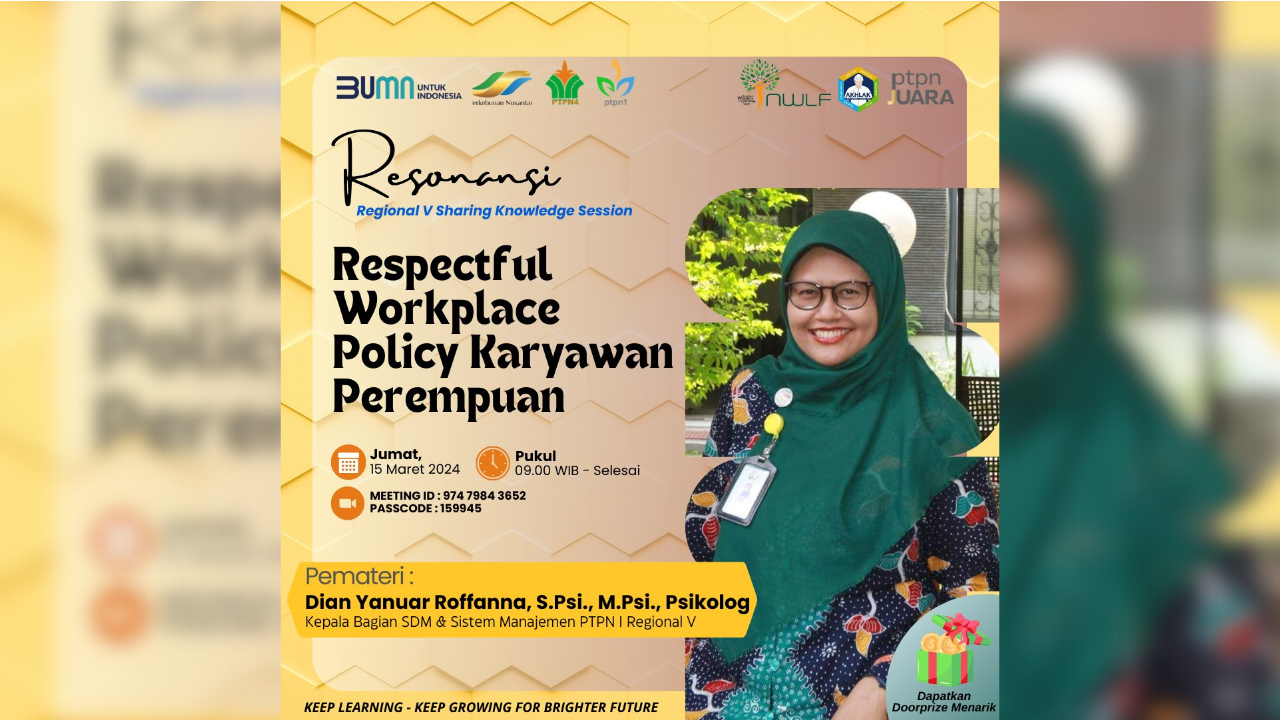 BUMN UNTUK INDONESIA
Perkebunan Nusantara
PTPN4
ptpn1
NWLF
AKHLAK
ptpn
JUARA
Resonansi
Regional V Sharing Knowledge Session
Respectful
Workplace
Policy Karyawan
Perempuan
Jumat,
15 Maret 2024
Pukul
09.00 WIB - Selesai
MEETING ID : 974 7984 3652
PASSCODE : 159945
Pemateri :
Dian Yanuar Roffanna, S.Psi., M.Psi., Psikolog
Kepala Bagian SDM & Sistem Manajemen PTPN I Regional V
Dapatkan
Doorprize Menarik
KEEP LEARNING - KEEP GROWING FOR BRIGHTER FUTURE